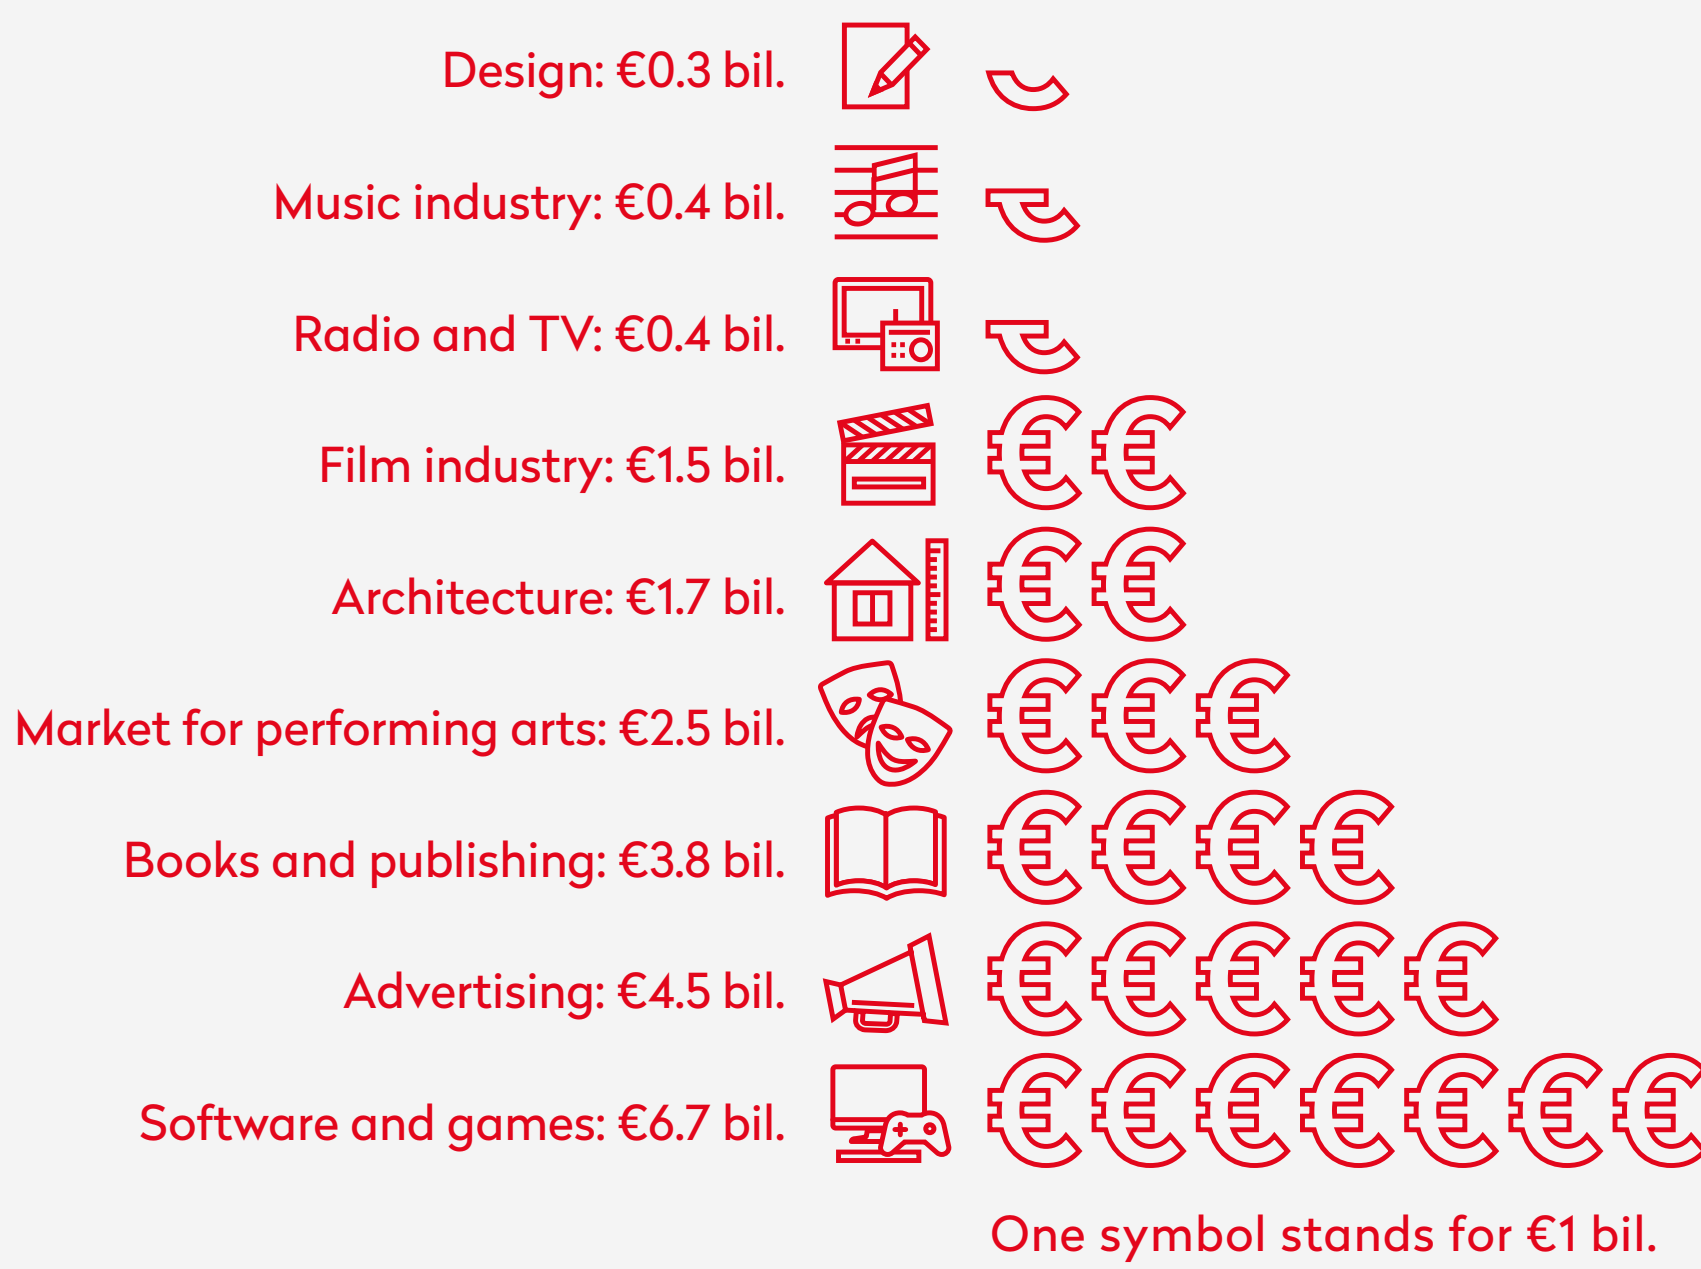 Design: €0.3 bil.
Music industry: €0.4 bil.
Radio and TV: €0.4 bil.
Film industry: €1.5 bil.
Architecture: €1.7 bil.
Market for performing arts: €2.5 bil.
Books and publishing: €3.8 bil.
Advertising: €4.5 bil.
Software and games: €6.7 bil.
One symbol stands for €1 bil.